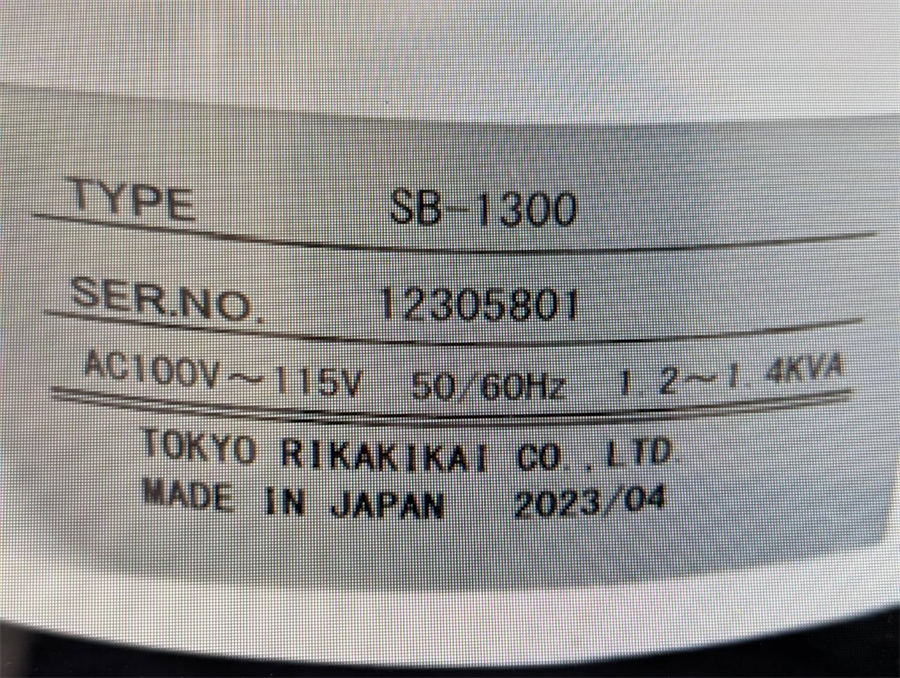 TYPE SB-1300
SER.NO. 12305801
AC100V～115V 50/60Hz 1.2～1.4KVA
TOKYO RIKAKIKAI CO.,LTD.
MADE IN JAPAN 2023/04